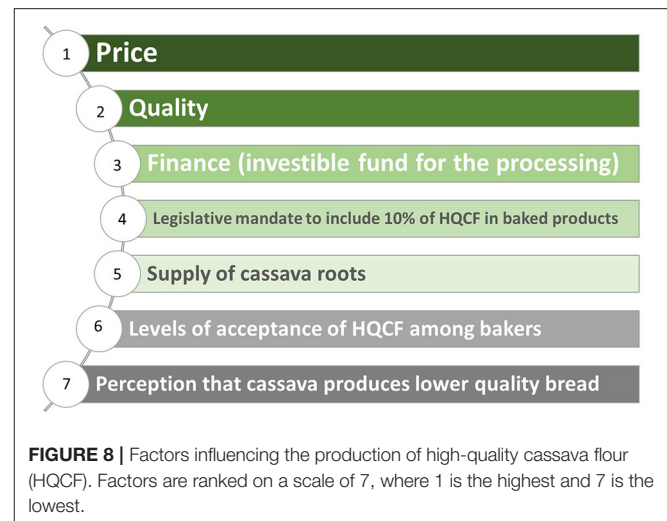 1 Price
2 Quality
3 Finance (investible fund for the processing)
4 Legislative mandate to include 10% of HQCF in baked products
5 Supply of cassava roots
6 Levels of acceptance of HQCF among bakers
7 Perception that cassava produces lower quality bread
FIGURE 8 | Factors influencing the production of high-quality cassava flour
(HQCF). Factors are ranked on a scale of 7, where 1 is the highest and 7 is the
lowest.